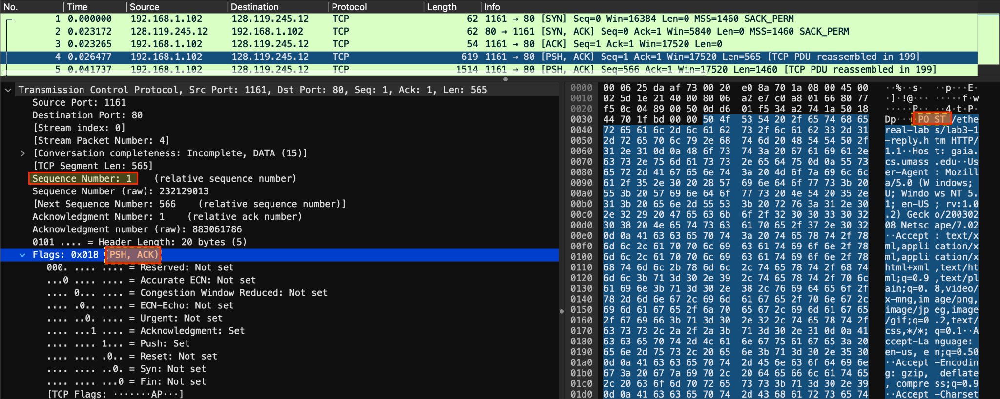 No. Time Source Destination Protocol Length Info
1 0.000000 192.168.1.102 128.119.245.12 TCP 62 1161 → 80 [SYN] Seq=0 Win=16384 Len=0 MSS=1460 SACK_PERM
2 0.023172 128.119.245.12 192.168.1.102 TCP 62 80 → 1161 [SYN, ACK] Seq=0 Ack=1 Win=5840 Len=0 MSS=1460 SACK_PERM
3 0.023265 192.168.1.102 128.119.245.12 TCP 54 1161 → 80 [ACK] Seq=1 Ack=1 Win=17520 Len=0
4 0.026477 192.168.1.102 128.119.245.12 TCP 619 1161 → 80 [PSH, ACK] Seq=1 Ack=1 Win=17520 Len=565 [TCP PDU reassembled in 199]
5 0.041737 192.168.1.102 128.119.245.12 TCP 1514 1161 → 80 [PSH, ACK] Seq=566 Ack=1 Win=17520 Len=1460 [TCP PDU reassembled in 199]
Transmission Control Protocol, Src Port: 1161, Dst Port: 80, Seq: 1, Ack: 1, Len: 565
Source Port: 1161
Destination Port: 80
[Stream index: 0]
[Stream Packet Number: 4]
[Conversation completeness: Incomplete, DATA (15)]
[TCP Segment Len: 565]
Sequence Number: 1 (relative sequence number)
Sequence Number (raw): 232129013
[Next Sequence Number: 566 (relative sequence number)]
Acknowledgment Number: 1 (relative ack number)
Acknowledgment number (raw): 883061786
0101 .... = Header Length: 20 bytes (5)
Flags: 0x018 (PSH, ACK)
000. .... .... = Reserved: Not set
...0 .... .... = Accurate ECN: Not set
.... 0... .... = Congestion Window Reduced: Not set
.... .0.. .... = ECN-Echo: Not set
.... ..0. .... = Urgent: Not set
.... ...1 .... = Acknowledgment: Set
.... .... 1... = Push: Set
.... .... .0.. = Reset: Not set
.... .... ..0. = Syn: Not set
.... .... ...0 = Fin: Not set
[TCP Flags: ·······AP···]
0000 00 06 25 da af 73 00 20 e0 8a 70 1a 08 00 45 00 ··%··s· ··p···E·
0010 02 5d 1e 21 40 00 80 06 a2 e7 c0 a8 01 66 80 77 ·]·!@··· ·····f·w
0020 f5 0c 04 89 00 50 0d d6 01 f5 34 a2 74 1a 50 18 ·····P·· ··4·t·P·
0030 44 70 1f bd 00 00 50 4f 53 54 20 2f 65 74 68 65 Dp····PO ST /ethe
0040 72 65 61 6c 2d 6c 61 62 73 2f 6c 61 62 33 2d 31 real-lab s/lab3-1
0050 2d 72 65 70 6c 79 2e 68 74 6d 20 48 54 54 50 2f -reply.h tm HTTP/
0060 31 2e 31 0d 0a 48 6f 73 74 3a 20 67 61 69 61 2e 1.1··Hos t: gaia.
0070 63 73 2e 75 6d 61 73 73 2e 65 64 75 0d 0a 55 73 cs.umass .edu··Us
0080 65 72 2d 41 67 65 6e 74 3a 20 4d 6f 7a 69 6c 6c er-Agent : Mozill
0090 61 2f 35 2e 30 20 28 57 69 6e 64 6f 77 73 3b 20 a/5.0 (W indows;
00a0 55 3b 20 57 69 6e 64 6f 77 73 20 4e 54 20 35 2e U; Windo ws NT 5.
00b0 31 3b 20 65 6e 2d 55 53 3b 20 72 76 3a 31 2e 30 1; en-US ; rv:1.0
00c0 2e 32 29 20 47 65 63 6b 6f 2f 32 30 30 33 30 32 .2) Geck o/200302
00d0 30 38 20 4e 65 74 73 63 61 70 65 2f 37 2e 30 32 08 Netsc ape/7.02
00e0 0d 0a 41 63 63 65 70 74 3a 20 74 65 78 74 2f 78 ··Accept : text/x
00f0 6d 6c 2c 61 70 70 6c 69 63 61 74 69 6f 6e 2f 78 ml,appli cation/x
0100 6d 6c 2c 61 70 70 6c 69 63 61 74 69 6f 6e 2f 78 ml,appli cation/x
0110 68 74 6d 6c 2b 78 6d 6c 2c 74 65 78 74 2f 68 74 html+xml ,text/ht
0120 6d 6c 3b 71 3d 30 2e 39 2c 74 65 78 74 2f 70 6c ml;q=0.9 ,text/pl
0130 61 69 6e 3b 71 3d 30 2e 38 2c 76 69 64 65 6f 2f ain;q=0. 8,video/
0140 78 2d 6d 6e 67 2c 69 6d 61 67 65 2f 70 6e 67 2c x-mng,im age/png,
0150 69 6d 61 67 65 2f 6a 70 65 67 2c 69 6d 61 67 65 image/jp eg,image
0160 2f 67 69 66 3b 71 3d 30 2e 32 2c 74 65 78 74 2f /gif;q=0 .2,text/
0170 63 73 73 2c 2a 2f 2a 3b 71 3d 30 2e 31 0d 0a 41 css,*/*; q=0.1··A
0180 63 63 65 70 74 2d 4c 61 6e 67 75 61 67 65 3a 20 ccept-La nguage:
0190 65 6e 2d 75 73 2c 20 65 6e 3b 71 3d 30 2e 35 30 en-us, e n;q=0.50
01a0 0d 0a 41 63 63 65 70 74 2d 45 6e 63 6f 64 69 6e ··Accept -Encodin
01b0 67 3a 20 67 7a 69 70 2c 20 64 65 66 6c 61 74 65 g: gzip, deflate
01c0 2c 20 63 6f 6d 70 72 65 73 73 3b 71 3d 30 2e 39 , compre ss;q=0.9
01d0 0d 0a 41 63 63 65 70 74 2d 43 68 61 72 73 65 74 ··Accept -Charset